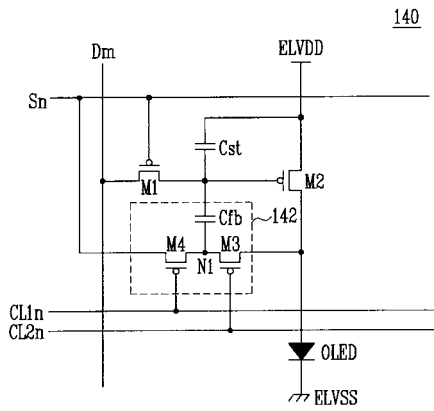 140
Dm
ELVDD
Sn
Cst
M1
M2
Cfb
142
M4
M3
N1
CL1n
CL2n
OLED
ELVSS